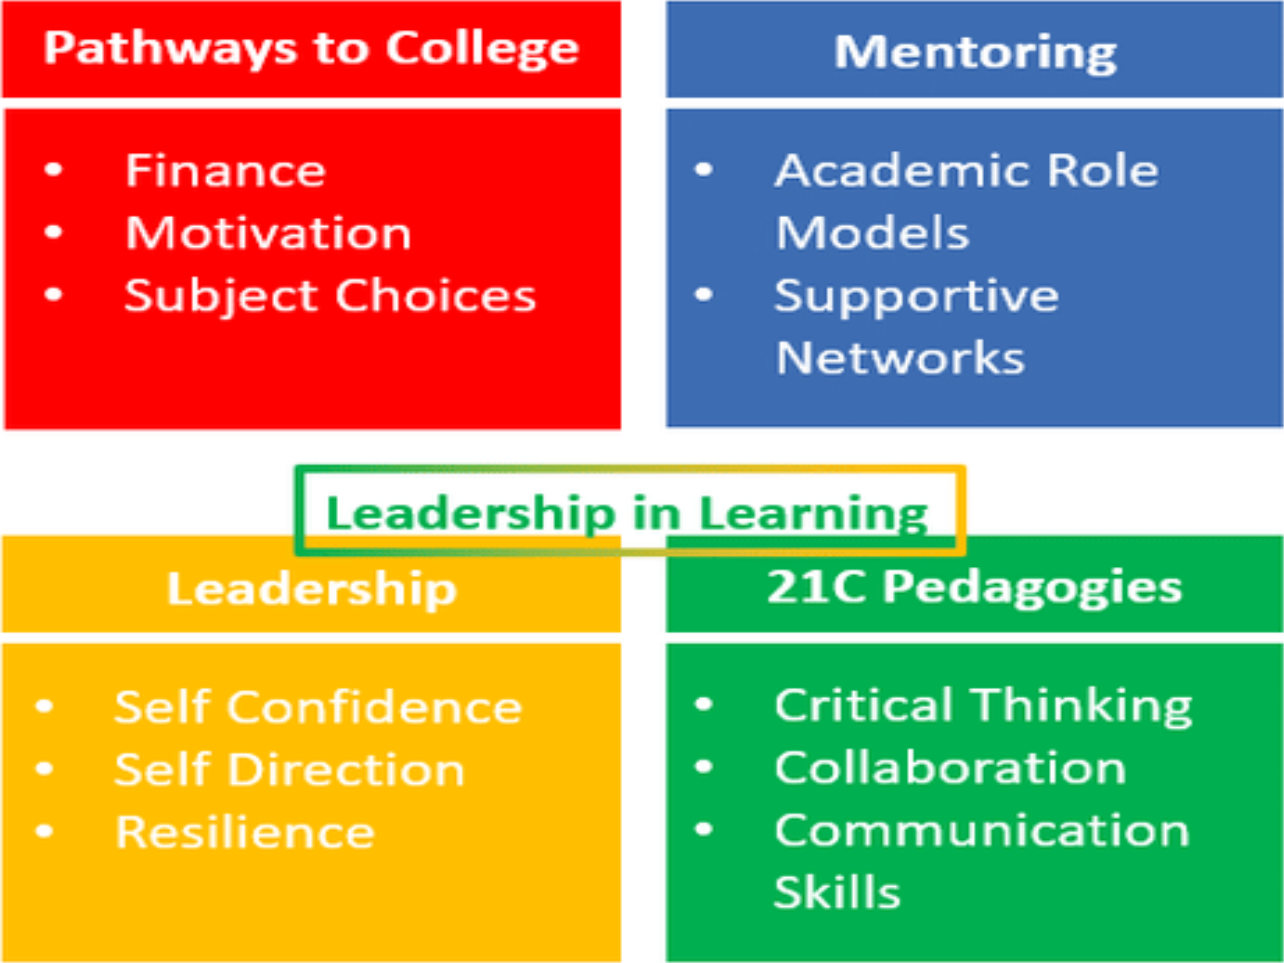 Pathways to College
• Finance
• Motivation
• Subject Choices
Mentoring
• Academic Role
Models
• Supportive
Networks
Leadership in Learning
Leadership
• Self Confidence
• Self Direction
• Resilience
21C Pedagogies
• Critical Thinking
• Collaboration
• Communication
Skills